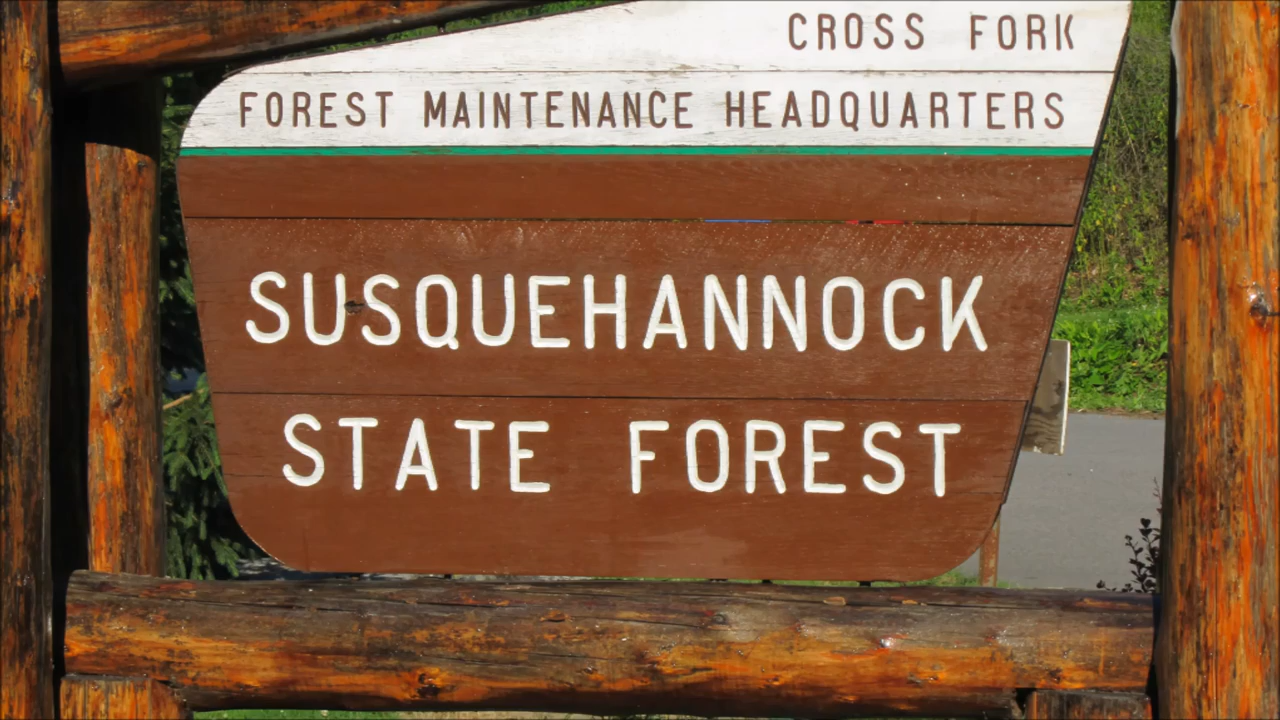 CROSS FORK
FOREST MAINTENANCE HEADQUARTERS
SUSQUEHANNOCK
STATE FOREST